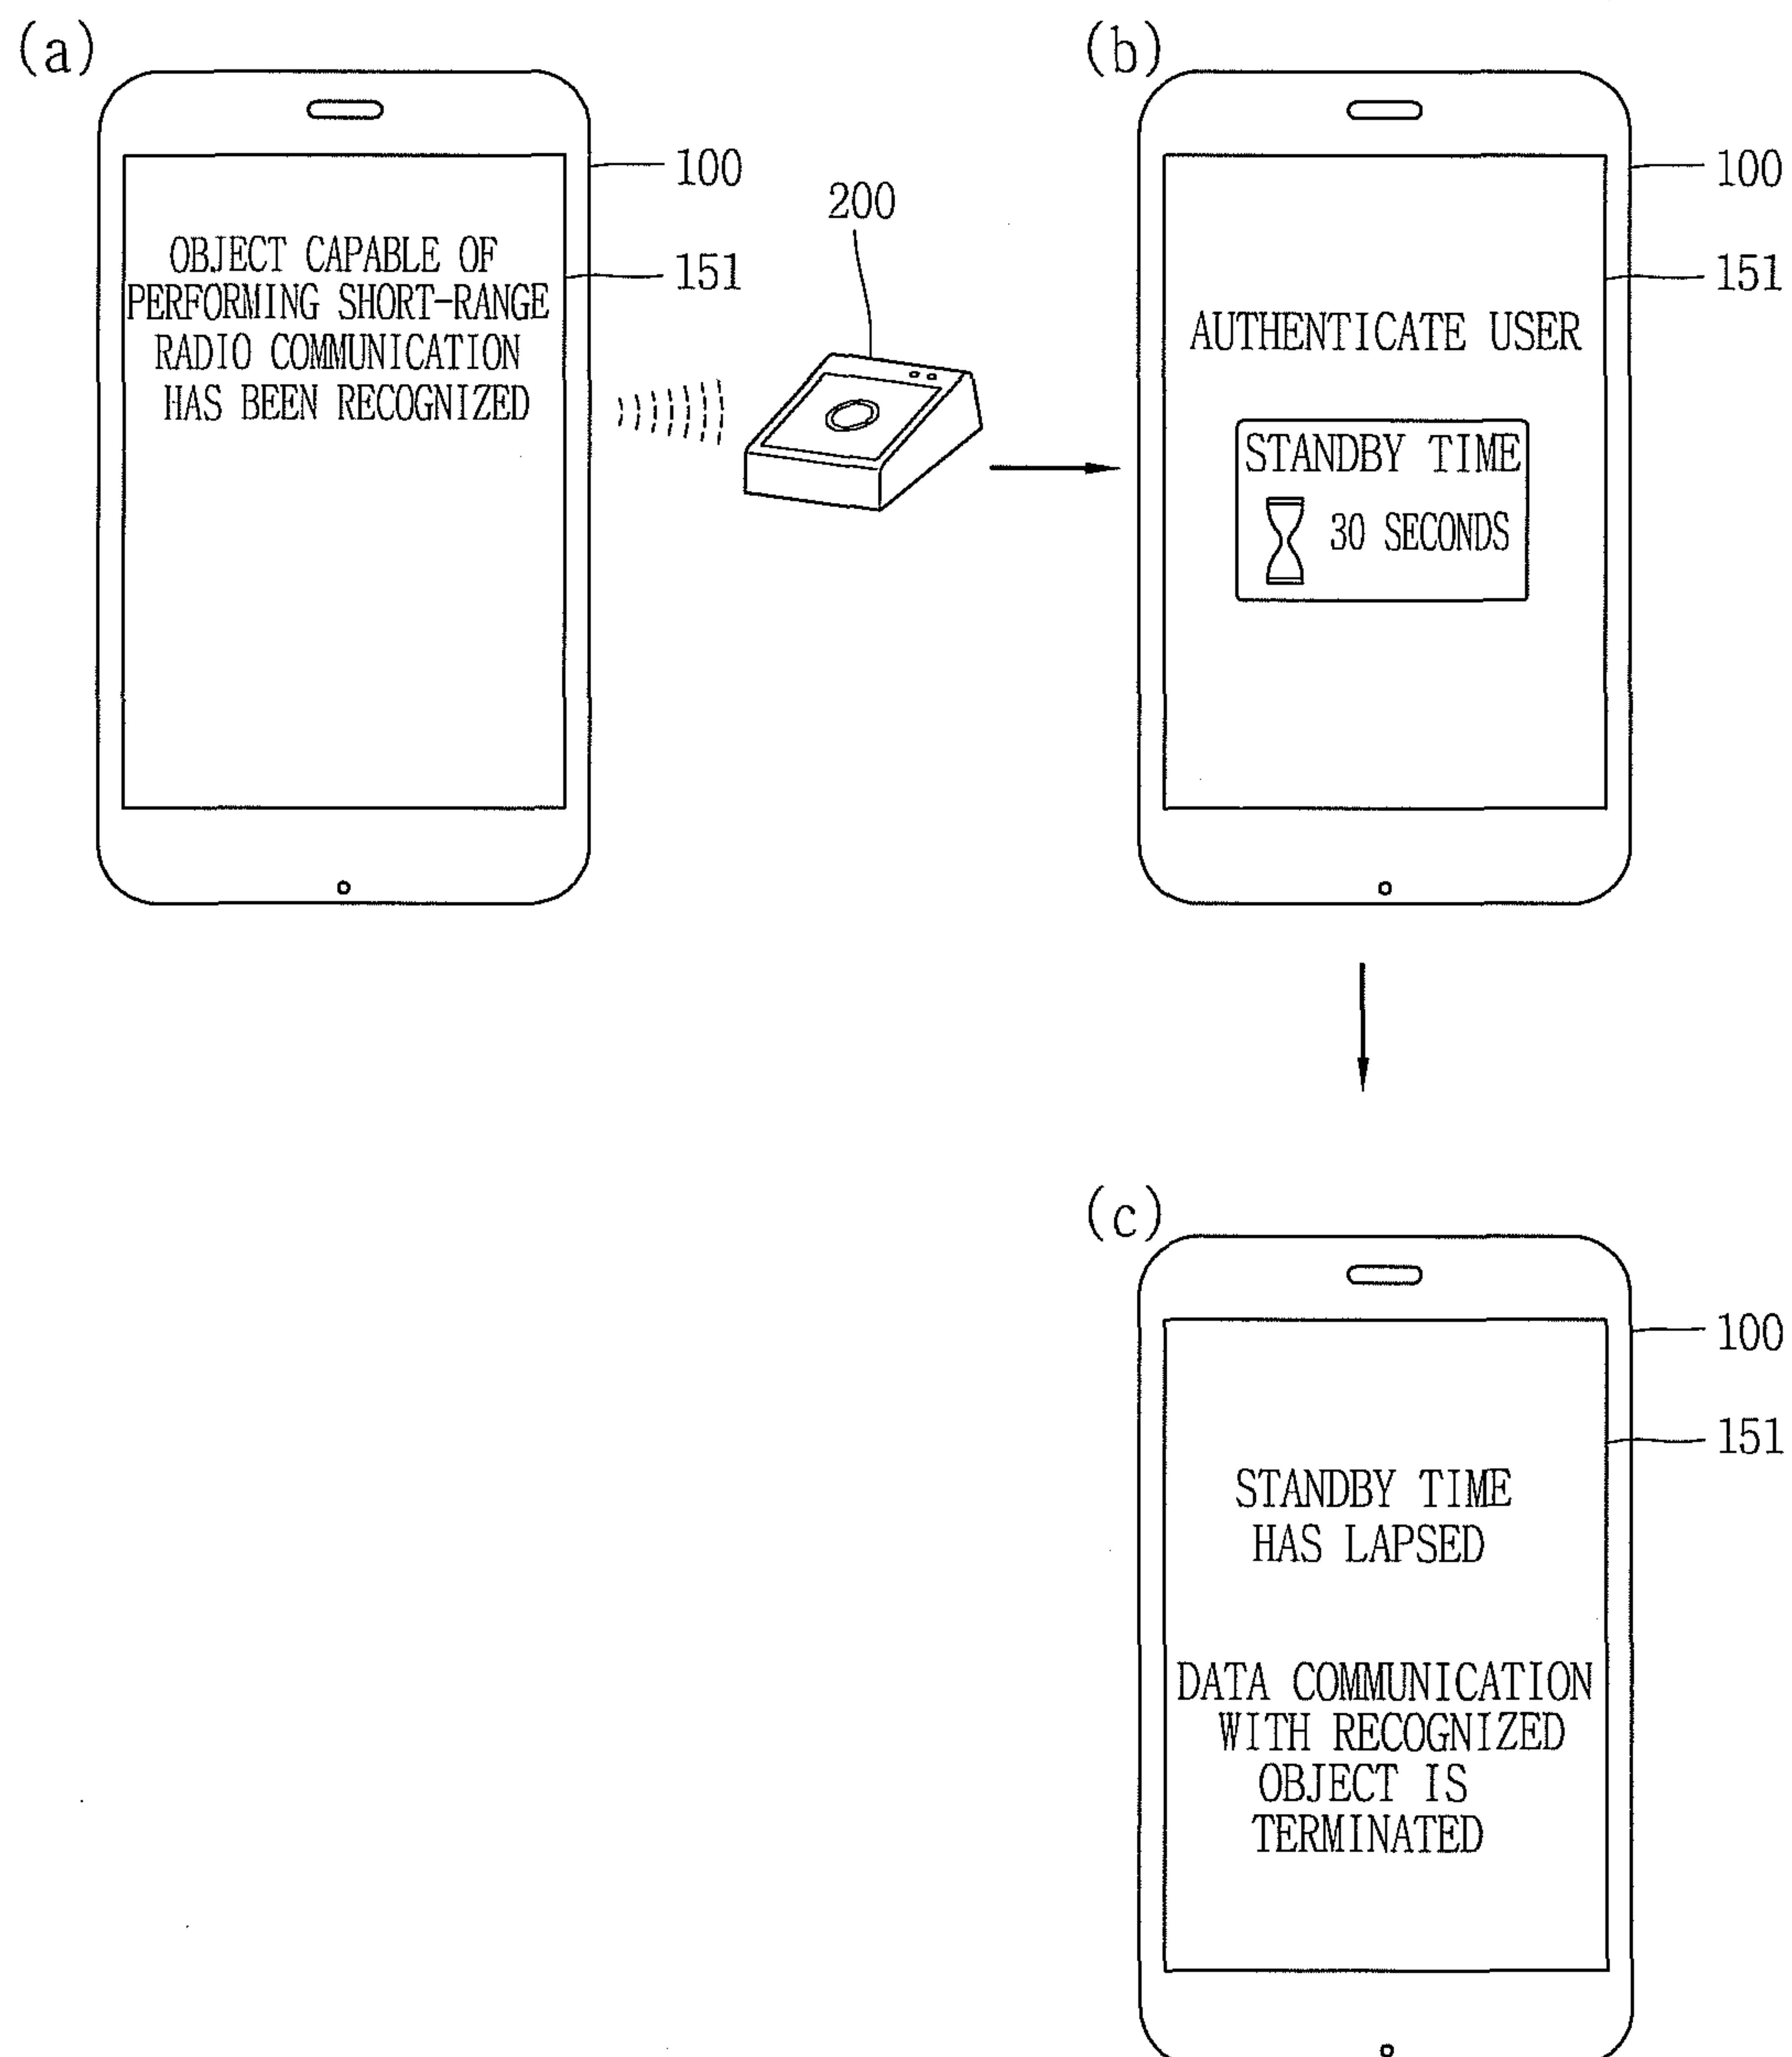 (a)
100
151
OBJECT CAPABLE OF
PERFORMING SHORT-RANGE
RADIO COMMUNICATION
HAS BEEN RECOGNIZED
200
(b)
100
151
AUTHENTICATE USER
STANDBY TIME
30 SECONDS
(c)
100
151
STANDBY TIME
HAS LAPSED
DATA COMMUNICATION
WITH RECOGNIZED
OBJECT IS
TERMINATED